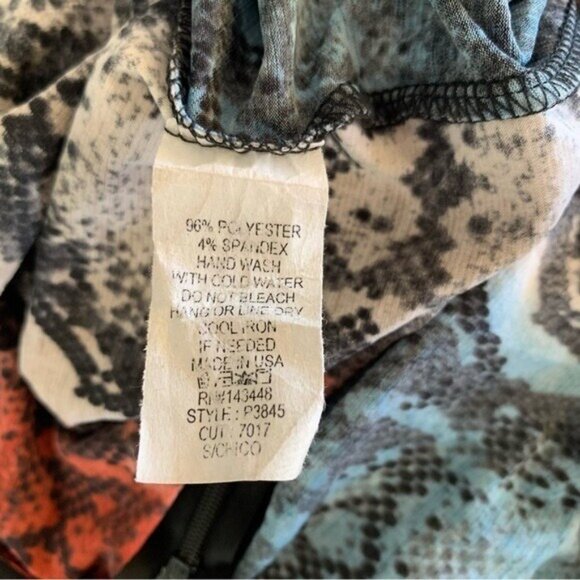 96% POLYESTER
4% SPANDEX
HAND WASH
WITH COLD WATER
DO NOT BLEACH
HANG OR LINE DRY
COOL IRON
IF NEEDED
MADE IN USA
RN#143448
STYLE : P3845
CUT : 7017
S/CHICO